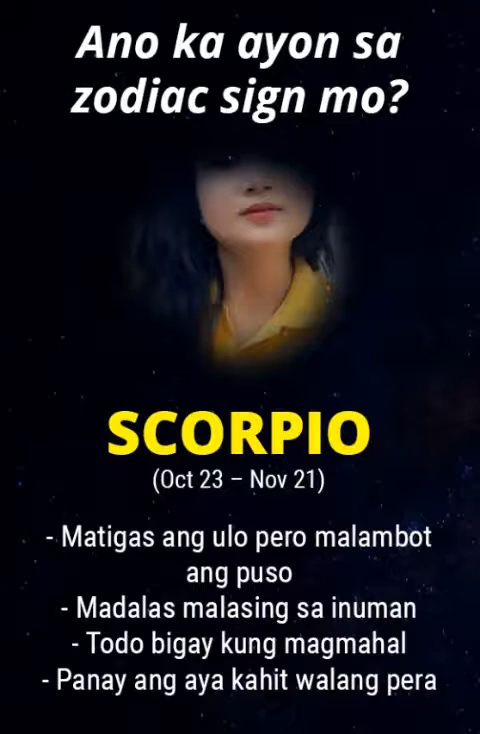 Ano ka ayon sa
zodiac sign mo?
SCORPIO
(Oct 23 – Nov 21)
- Matigas ang ulo pero malambot
ang puso
- Madalas malasing sa inuman
- Todo bigay kung magmahal
- Panay ang aya kahit walang pera